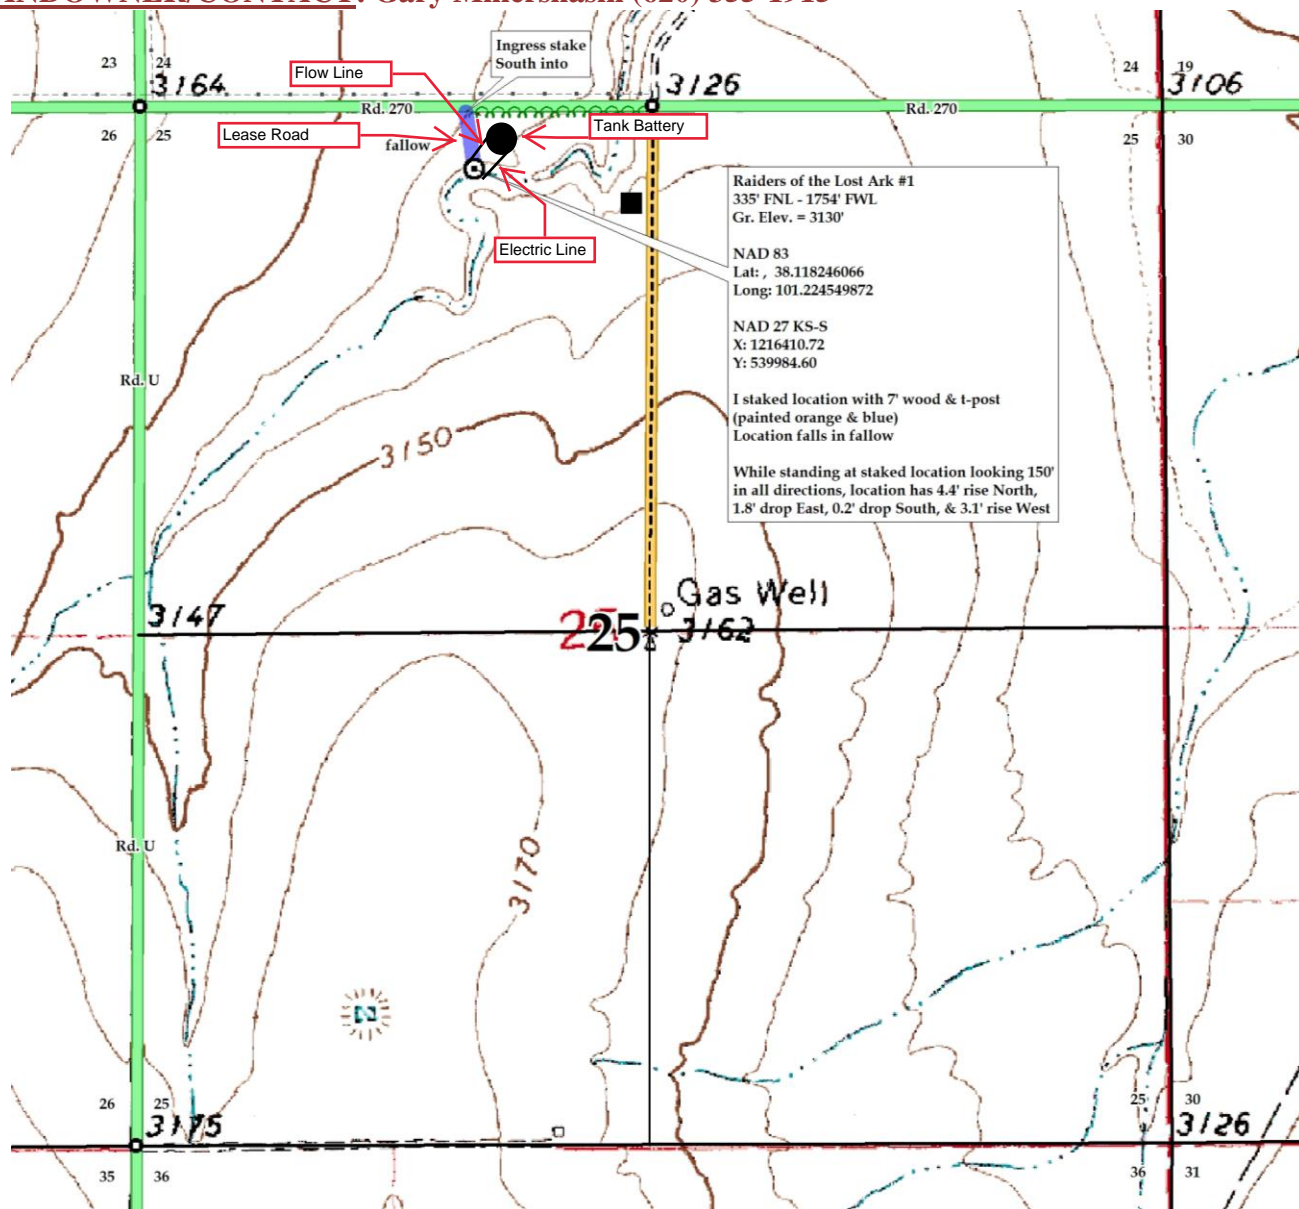 Ingress stake
South into
Flow Line
23 24
3164
3126
24 19
3106
Rd. 270
Rd. 270
Lease Road
Tank Battery
26 25
fallow
25 30
Raiders of the Lost Ark #1
335' FNL - 1754' FWL
Gr. Elev. = 3130'
NAD 83
Lat: , 38.118246066
Long: 101.224549872
NAD 27 KS-S
X: 1216410.72
Y: 539984.60
I staked location with 7' wood & t-post
(painted orange & blue)
Location falls in fallow
While standing at staked location looking 150'
in all directions, location has 4.4' rise North,
1.8' drop East, 0.2' drop South, & 3.1' rise West
Electric Line
Rd. U
3150
Gas Well
3147
25
3162
Rd. U
3170
26 25
3175
25 30
3126
35 36
36 31